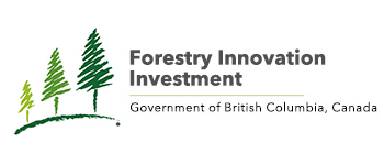 Forestry Innovation
Investment
Government of British Columbia, Canada